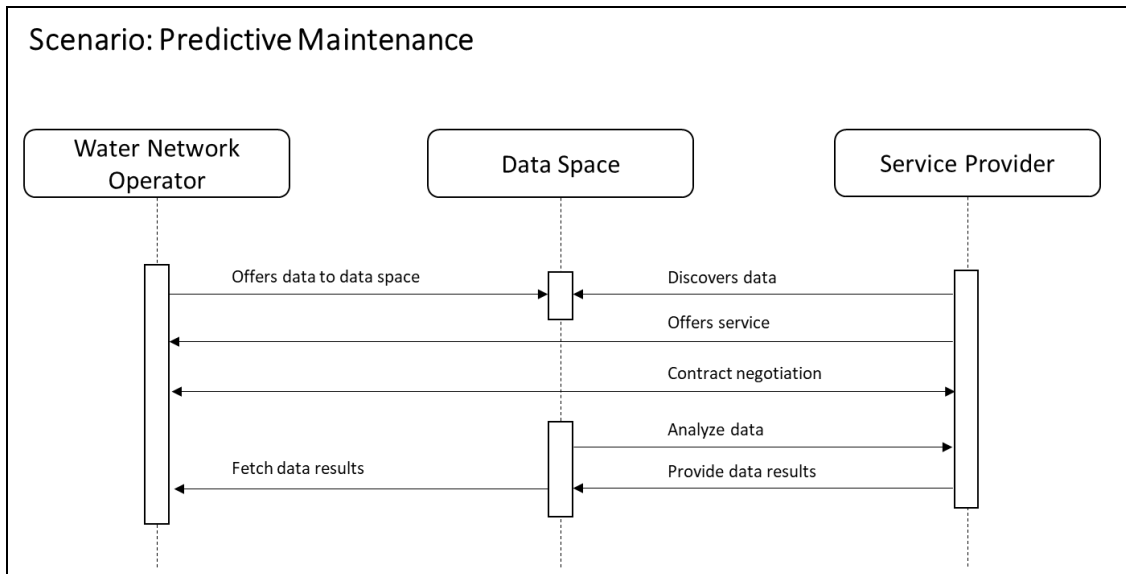 Scenario: Predictive Maintenance
Water Network
Operator
Data Space
Service Provider
Offers data to data space
Discovers data
Offers service
Contract negotiation
Analyze data
Fetch data results
Provide data results